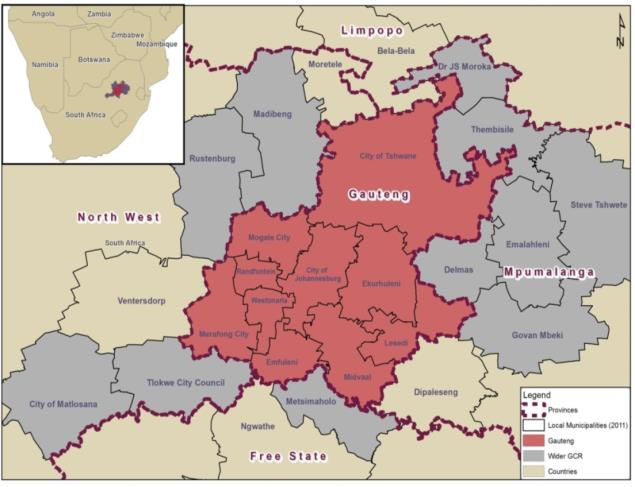 Angola
Zambia
Zimbabwe
Mozambique
Botswana
Namibia
South Africa
Limpopo
Bela-Bela
Moretele
Dr JS Moroka
N
Madibeng
Thembisile
Rustenburg
City of Tshwane
Gauteng
Steve Tshwete
North West
Mogale City
Emalahleni
South Africa
Randfontein
City of
Johannesburg
Ekurhuleni
Delmas
Mpumalanga
Ventersdorp
Westonaria
Merafong City
Lesedi
Govan Mbeki
Emfuleni
Midvaal
Tlokwe City Council
City of Matlosana
Metsimaholo
Dipaleseng
Ngwathe
Free State
Legend
Provinces
Local Municipalities (2011)
Gauteng
Wider GCR
Countries